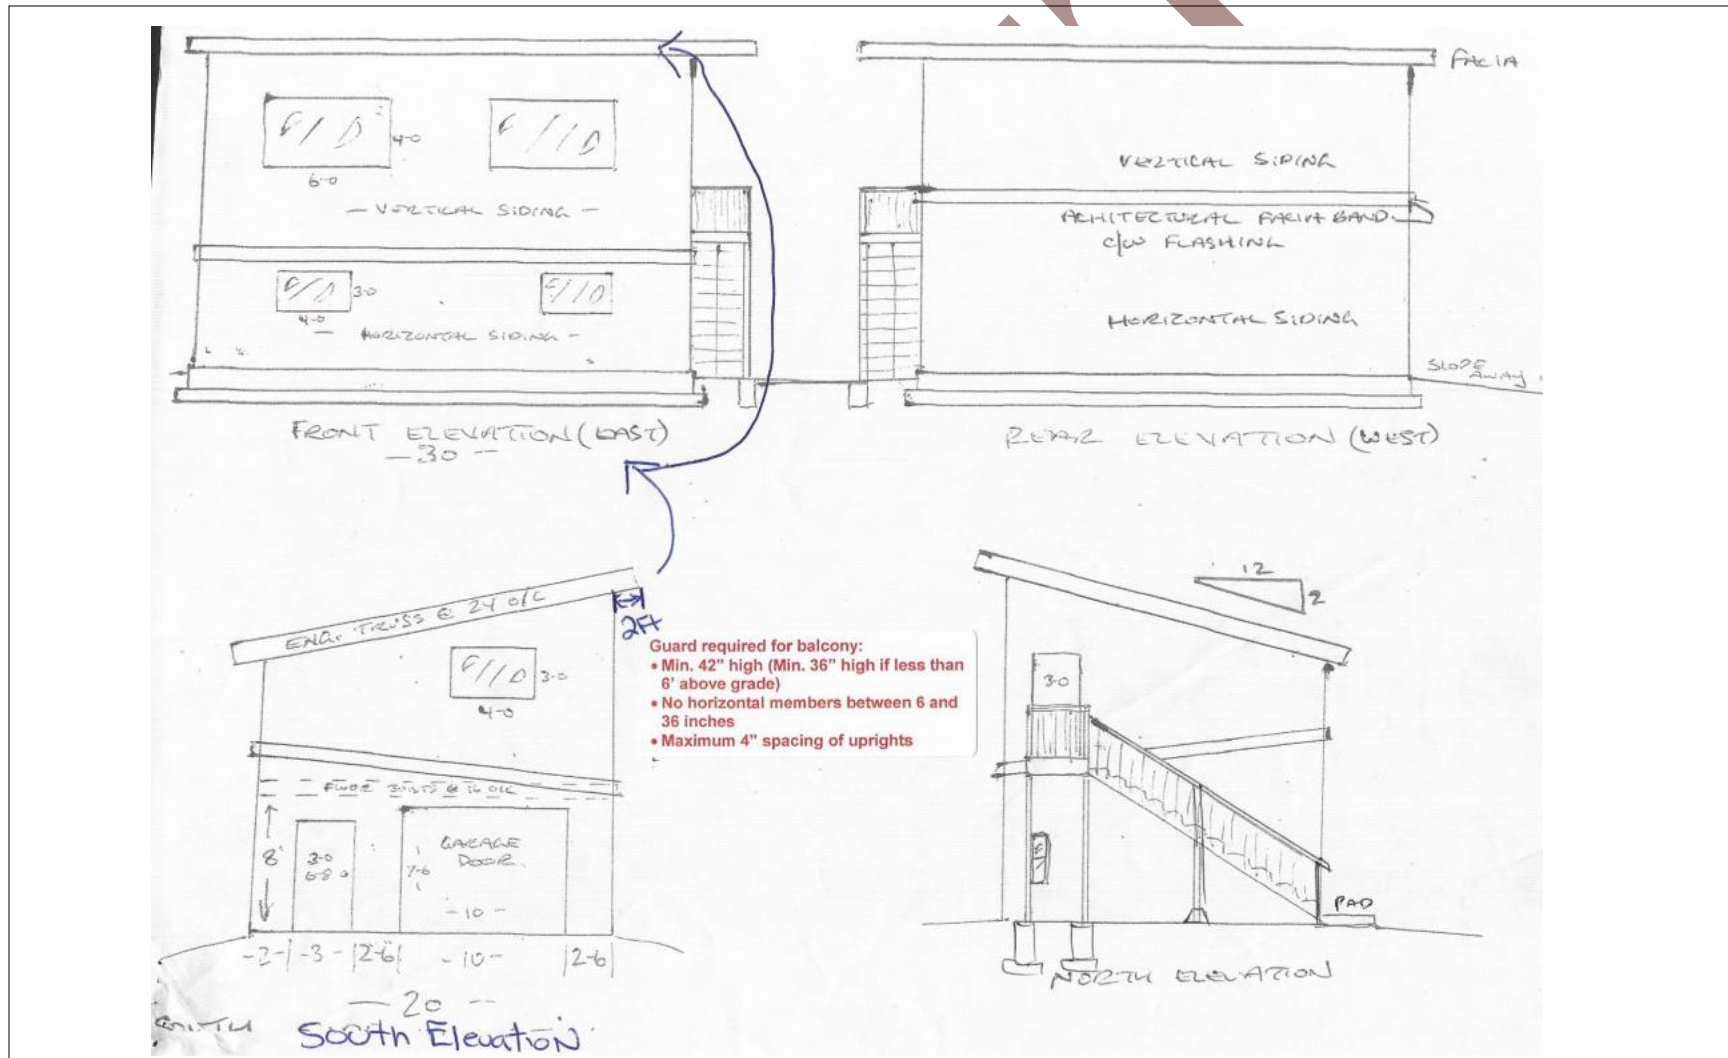 FACIA
4-0
6-0
- VERTICAL SIDING -
3-0
4-0
- HORIZONTAL SIDING -
FRONT ELEVATION (EAST)
- 30 -
VERTICAL SIDING
ARHITECTURAL FACIA BAND
C/W FLASHING
HORIZONTAL SIDING
SLOPE
AWAY
REAR ELEVATION (WEST)
ENG. TRUSS @ 24 O/C
2Ft
3-0
4-0
FLOOR JOISTS @ 16 O/C
8'
3-0
6-8
7-6
GARAGE
DOOR
- 10 -
-2-|-3-|2-6| -10- |2-6|
- 20 -
South Elevation
Guard required for balcony:
• Min. 42” high (Min. 36” high if less than
6’ above grade)
• No horizontal members between 6 and
36 inches
• Maximum 4” spacing of uprights
12
2
3-0
PAD
NORTH ELEVATION